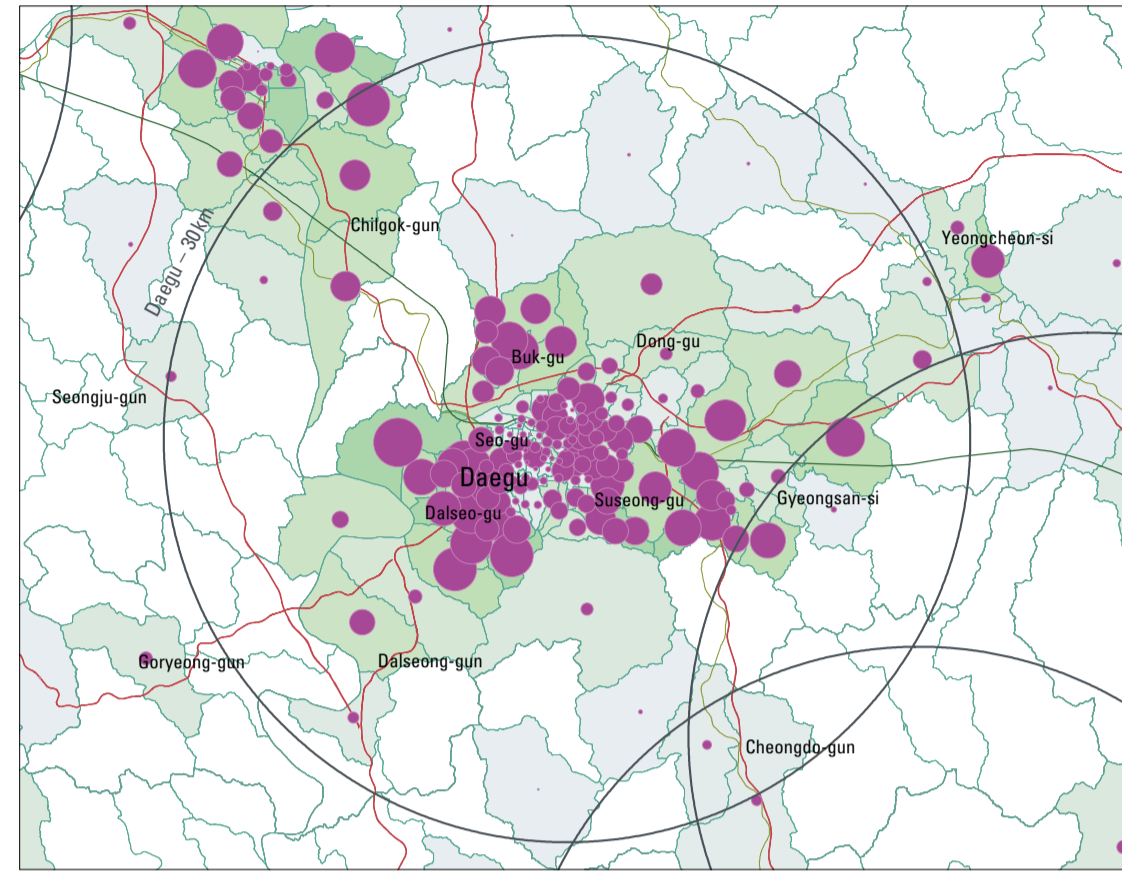 Chilgok-gun
Yeongcheon-si
Daegu – 30km
Dong-gu
Buk-gu
Seongju-gun
Seo-gu
Daegu
Suseong-gu
Gyeongsan-si
Dalseo-gu
Goryeong-gun
Dalseong-gun
Cheongdo-gun